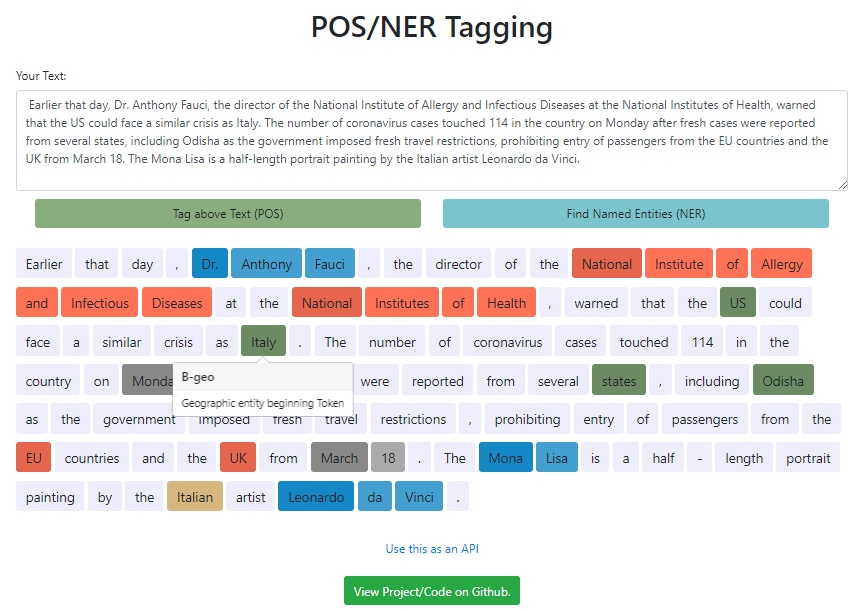 POS/NER Tagging
Your Text:
Earlier that day, Dr. Anthony Fauci, the director of the National Institute of Allergy and Infectious Diseases at the National Institutes of Health, warned
that the US could face a similar crisis as Italy. The number of coronavirus cases touched 114 in the country on Monday after fresh cases were reported
from several states, including Odisha as the government imposed fresh travel restrictions, prohibiting entry of passengers from the EU countries and the
UK from March 18. The Mona Lisa is a half-length portrait painting by the Italian artist Leonardo da Vinci.
Tag above Text (POS) Find Named Entities (NER)
Earlier that day , Dr. Anthony Fauci , the director of the National Institute of Allergy
and Infectious Diseases at the National Institutes of Health , warned that the US could
face a similar crisis as Italy . The number of coronavirus cases touched 114 in the
country on Monda were reported from several states , including Odisha
B-geo
Geographic entity beginning Token
as the government imposed fresh travel restrictions , prohibiting entry of passengers from the
EU countries and the UK from March 18 . The Mona Lisa is a half - length portrait
painting by the Italian artist Leonardo da Vinci .
Use this as an API
View Project/Code on Github.